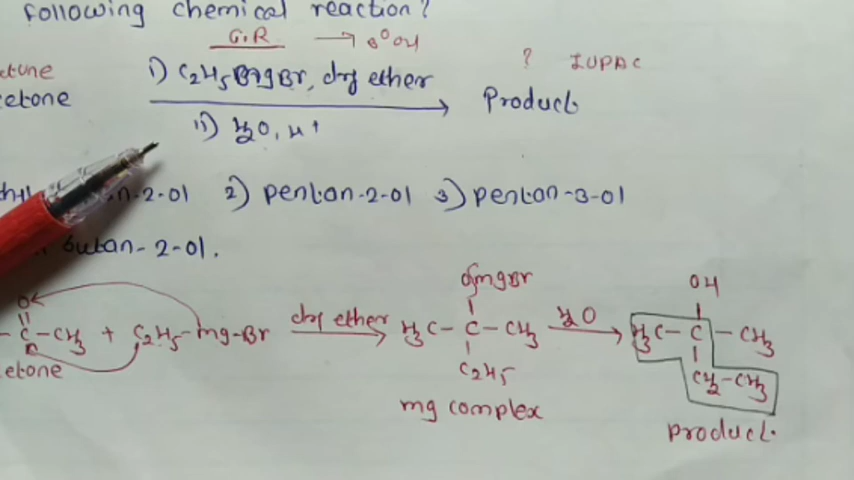 following chemical reaction?
G.R → 3°OH
i) C2H5MgBr, dry ether
? IUPAC
etone
Product
ii) H2O, H+
n-2-ol 2) pentan-2-ol 3) pentan-3-ol
butan-2-ol.
O
OMgBr
OH
C-CH3 + C2H5-Mg-Br dry ether H3C-C-CH3 H2O H3C-C-CH3
C2H5
CH2-CH3
etone
mg complex
product.